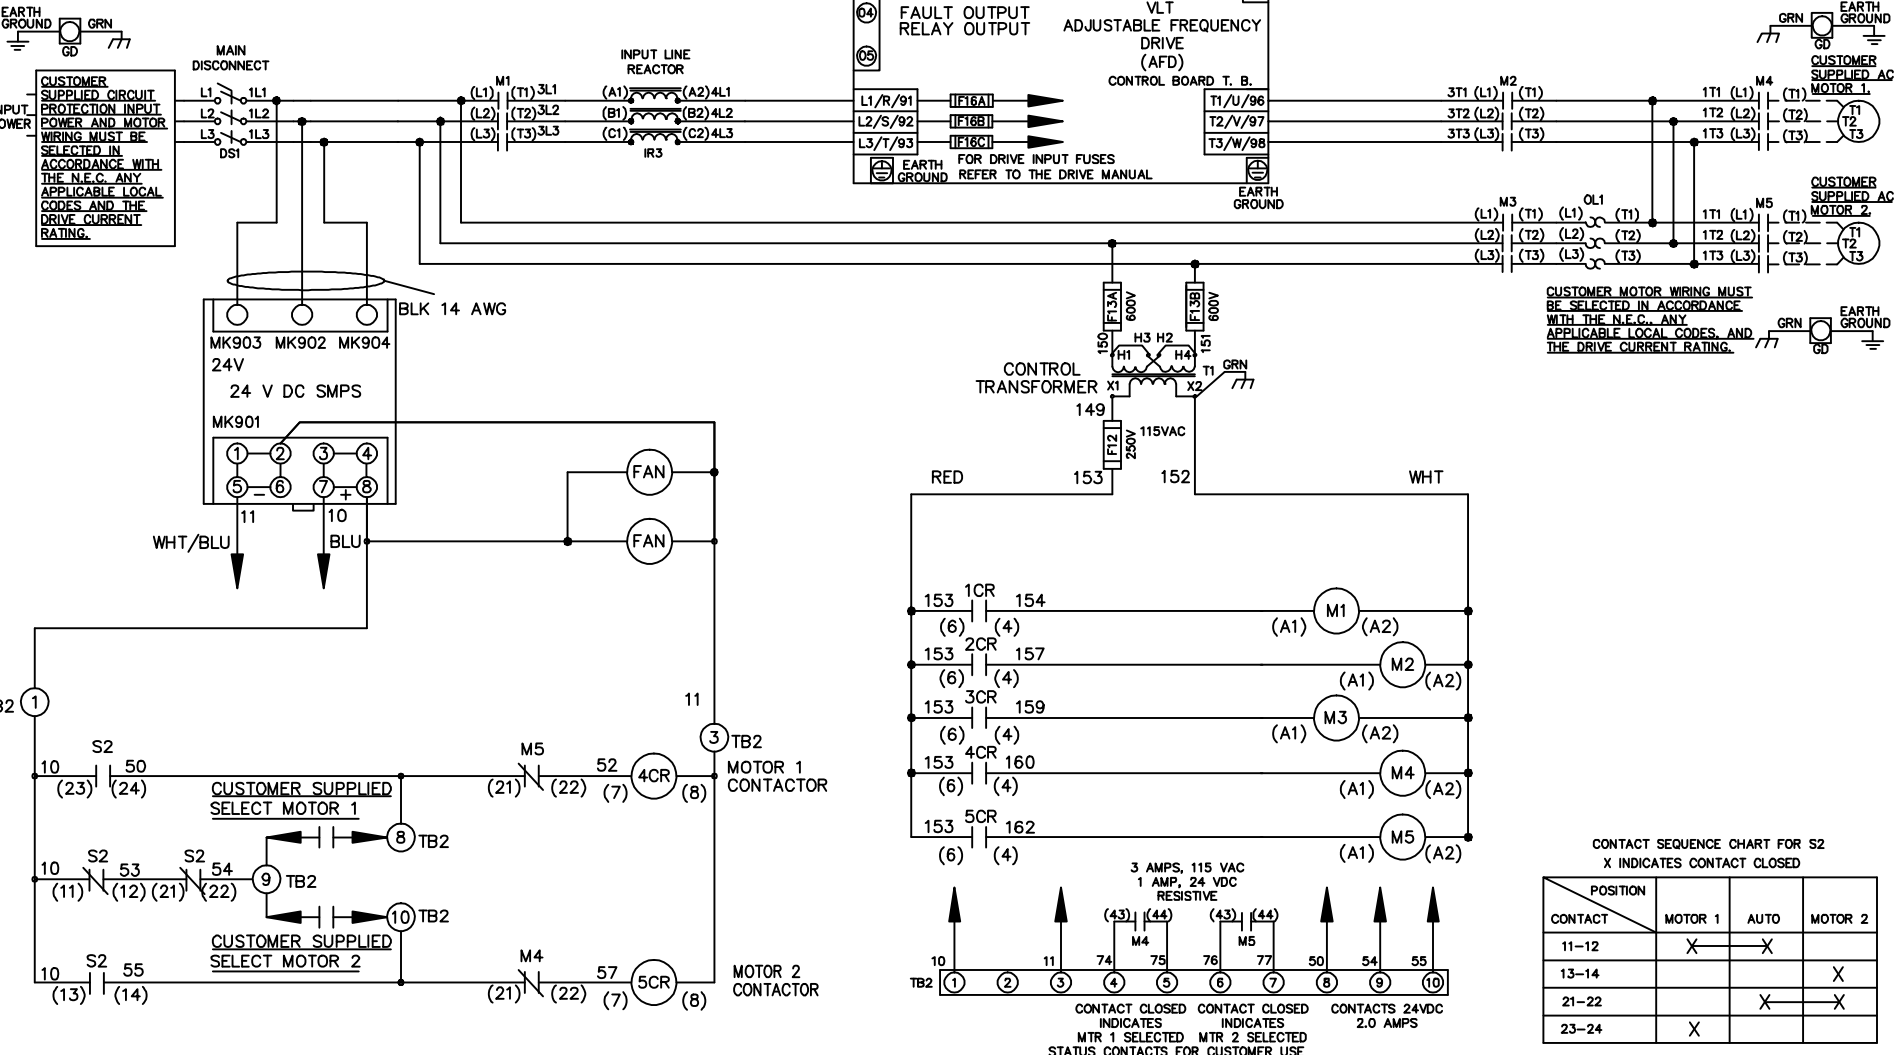 EARTH
GROUND
GRN
GD
CUSTOMER
SUPPLIED CIRCUIT
PROTECTION INPUT
POWER AND MOTOR
WIRING MUST BE
SELECTED IN
ACCORDANCE WITH
THE N.E.C. ANY
APPLICABLE LOCAL
CODES AND THE
DRIVE CURRENT
RATING.
MAIN
DISCONNECT
L1 1L1
L2 1L2
L3 1L3
DS1
M1
(L1) (T1) 3L1
(L2) (T2) 3L2
(L3) (T3) 3L3
INPUT LINE
REACTOR
(A1) (A2) 4L1
(B1) (B2) 4L2
(C1) (C2) 4L3
IR3
04
05
FAULT OUTPUT
RELAY OUTPUT
VLT
ADJUSTABLE FREQUENCY
DRIVE
(AFD)
CONTROL BOARD T. B.
L1/R/91 F16A T1/U/96
L2/S/92 F16B T2/V/97
L3/T/93 F16C T3/W/98
EARTH
GROUND
FOR DRIVE INPUT FUSES
REFER TO THE DRIVE MANUAL
EARTH
GROUND
M2
3T1 (L1) (T1)
3T2 (L2) (T2)
3T3 (L3) (T3)
M4
1T1 (L1) (T1)
1T2 (L2) (T2)
1T3 (L3) (T3)
GRN
GD
EARTH
GROUND
CUSTOMER
SUPPLIED AC
MOTOR 1.
T1
T2
T3
M3
(L1) (T1)
(L2) (T2)
(L3) (T3)
OL1
(L1) (T1)
(L2) (T2)
(L3) (T3)
M5
1T1 (L1) (T1)
1T2 (L2) (T2)
1T3 (L3) (T3)
CUSTOMER
SUPPLIED AC
MOTOR 2.
T1
T2
T3
CUSTOMER MOTOR WIRING MUST
BE SELECTED IN ACCORDANCE
WITH THE N.E.C., ANY
APPLICABLE LOCAL CODES, AND
THE DRIVE CURRENT RATING.
GRN
GD
EARTH
GROUND
BLK 14 AWG
MK903 MK902 MK904
24V
24 V DC SMPS
MK901
1 2 3 4
5 - 6 7 + 8
11
10
WHT/BLU
BLU
FAN
FAN
F13A
600V
F13B
600V
150
151
H3 H2
H1 H4
CONTROL
TRANSFORMER
T1
GRN
X1 X2
149
F12
250V
115VAC
153
152
RED
WHT
153 1CR 154
(6) (4)
M1
(A1) (A2)
153 2CR 157
(6) (4)
M2
(A1) (A2)
153 3CR 159
(6) (4)
M3
(A1) (A2)
153 4CR 160
(6) (4)
M4
(A1) (A2)
153 5CR 162
(6) (4)
M5
(A1) (A2)
1
11
3 TB2
10 S2 50
(23) (24)
M5
(21) (22)
52
4CR
(7) (8)
MOTOR 1
CONTACTOR
CUSTOMER SUPPLIED
SELECT MOTOR 1
8 TB2
10 S2 53 S2 54
(11) (12) (21) (22)
9 TB2
10 TB2
CUSTOMER SUPPLIED
SELECT MOTOR 2
10 S2 55
(13) (14)
M4
(21) (22)
57
5CR
(7) (8)
MOTOR 2
CONTACTOR
3 AMPS, 115 VAC
1 AMP, 24 VDC
RESISTIVE
(43) (44)
M4
(43) (44)
M5
10 11 74 75 76 77 50 54 55
TB2 1 2 3 4 5 6 7 8 9 10
CONTACT CLOSED
INDICATES
MTR 1 SELECTED
CONTACT CLOSED
INDICATES
MTR 2 SELECTED
CONTACTS 24VDC
2.0 AMPS
STATUS CONTACTS FOR CUSTOMER USE
CONTACT SEQUENCE CHART FOR S2
X INDICATES CONTACT CLOSED
POSITION
CONTACT MOTOR 1 AUTO MOTOR 2
11-12 X X
13-14 X
21-22 X X
23-24 X